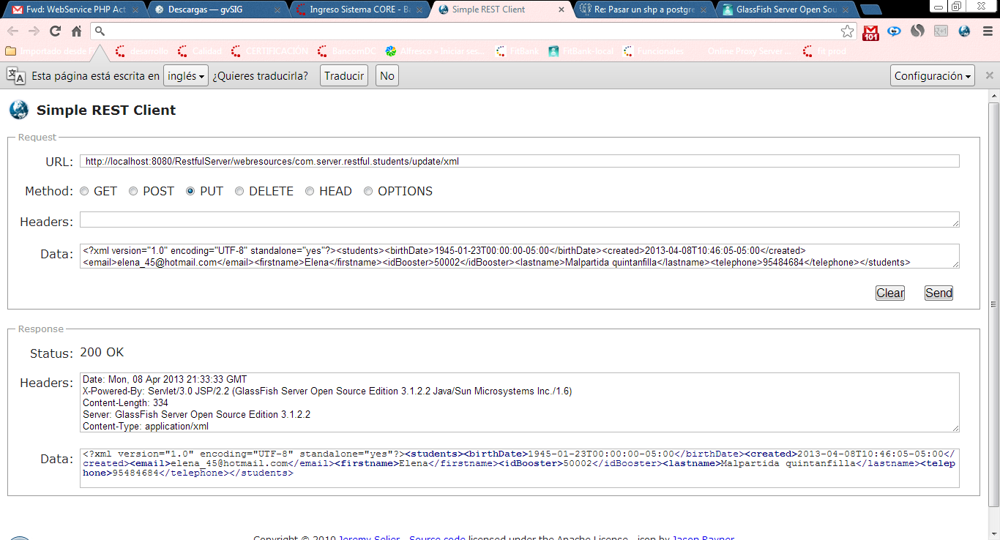 Fwd: WebService PHP Act
Descargas — gvSIG
Ingreso Sistema CORE - Ba
Simple REST Client
Re: Pasar un shp a postgre
GlassFish Server Open Sou
101
Importado desde F
desarrollo
Calidad
CERTIFICACIÓN
BancomDC
Alfresco » Iniciar ses...
FitBank
FitBank-local
Funcionales
Online Proxy Server ...
fit prod
Esta página está escrita en inglés ¿Quieres traducirla? Traducir No Configuración
Simple REST Client
Request
URL: http://localhost:8080/RestfulServer/webresources/com.server.restful.students/update/xml
Method: GET POST PUT DELETE HEAD OPTIONS
Headers:
Data: <?xml version="1.0" encoding="UTF-8" standalone="yes"?><students><birthDate>1945-01-23T00:00:00-05:00</birthDate><created>2013-04-08T10:46:05-05:00</created>
<email>elena_45@hotmail.com</email><firstname>Elena</firstname><idBooster>50002</idBooster><lastname>Malpartida quintanfilla</lastname><telephone>95484684</telephone></students>
Clear Send
Response
Status: 200 OK
Headers: Date: Mon, 08 Apr 2013 21:33:33 GMT
X-Powered-By: Servlet/3.0 JSP/2.2 (GlassFish Server Open Source Edition 3.1.2.2 Java/Sun Microsystems Inc./1.6)
Content-Length: 334
Server: GlassFish Server Open Source Edition 3.1.2.2
Content-Type: application/xml
Data: <?xml version="1.0" encoding="UTF-8" standalone="yes"?><students><birthDate>1945-01-23T00:00:00-05:00</birthDate><created>2013-04-08T10:46:05-05:00</
created><email>elena_45@hotmail.com</email><firstname>Elena</firstname><idBooster>50002</idBooster><lastname>Malpartida quintanfilla</lastname><telep
hone>95484684</telephone></students>
Copyright © 2010 Jeremy Selier - Source code licensed under the Apache License - icon by Jason Rayner